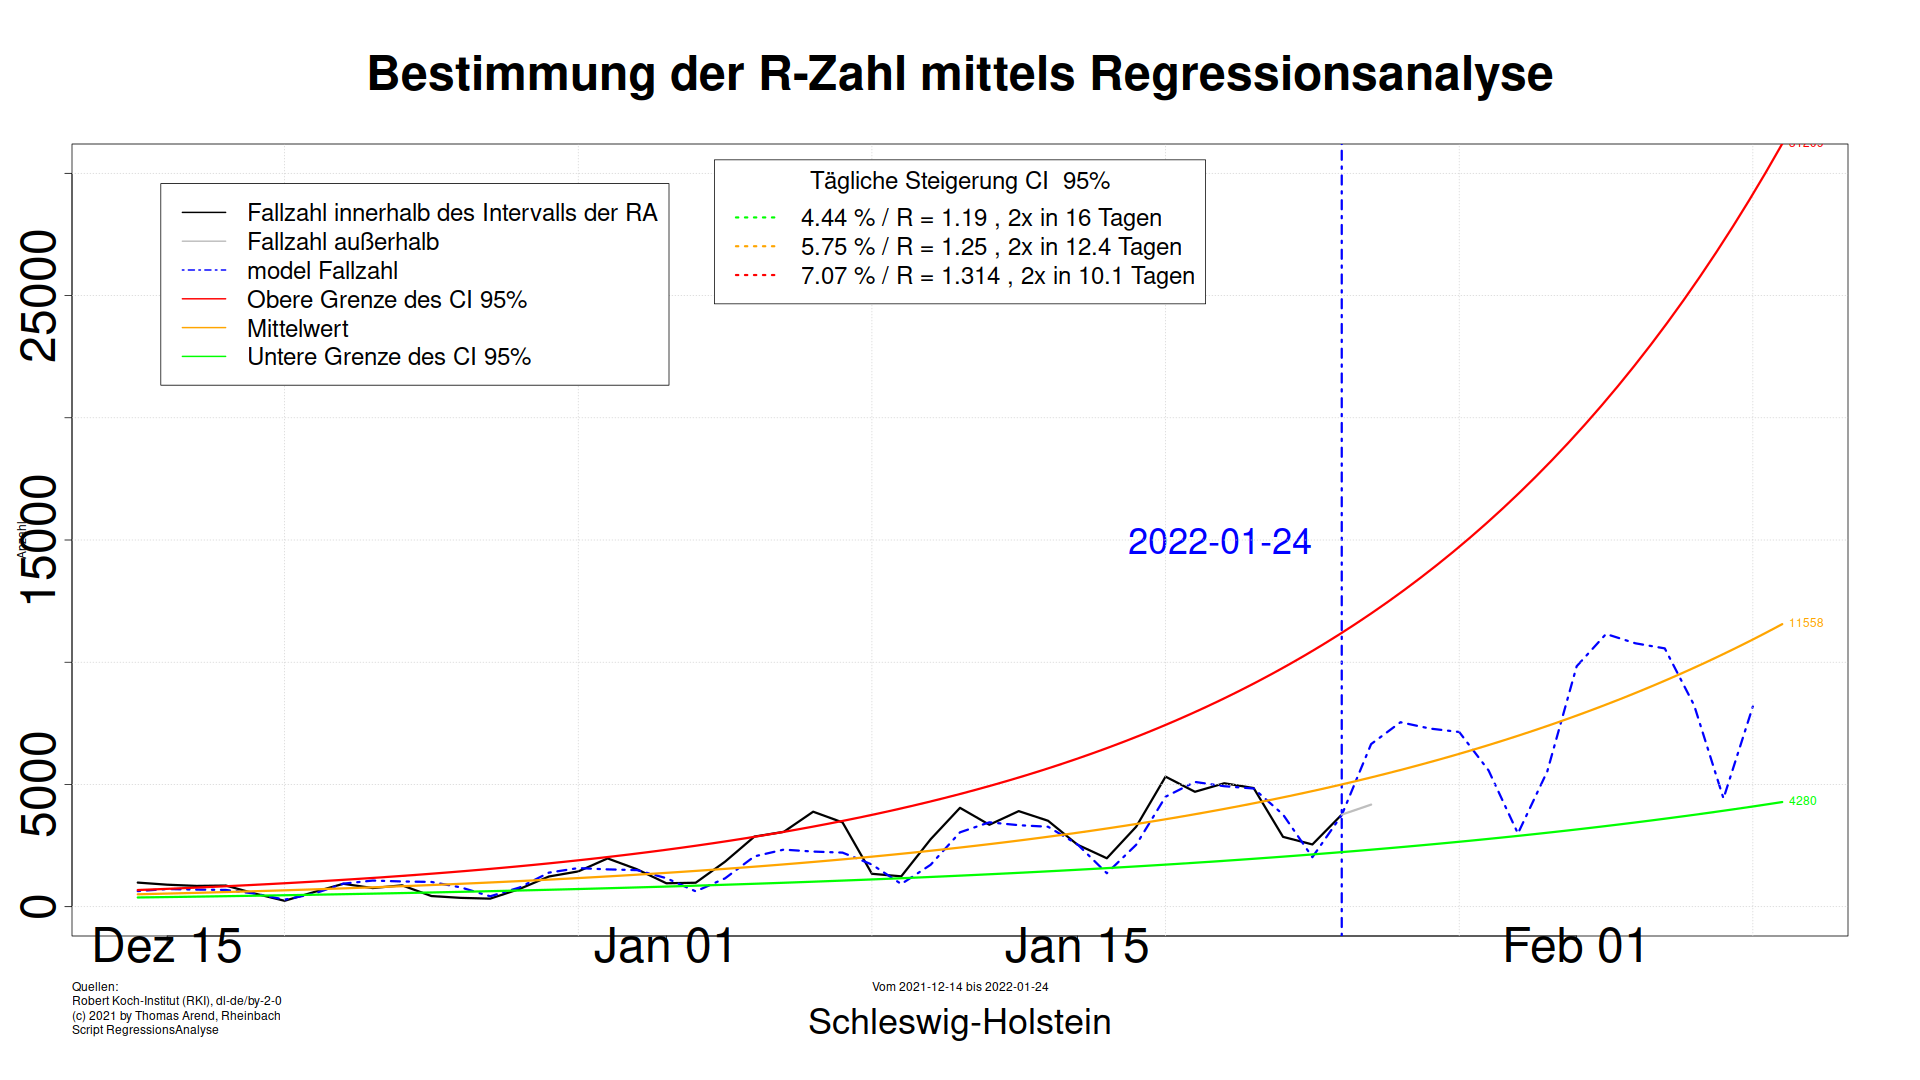 Bestimmung der R-Zahl mittels Regressionsanalyse
Fallzahl innerhalb des Intervalls der RA
Fallzahl außerhalb
model Fallzahl
Obere Grenze des CI 95%
Mittelwert
Untere Grenze des CI 95%
Tägliche Steigerung CI  95%
4.44 % / R = 1.19 , 2x in 16 Tagen
5.75 % / R = 1.25 , 2x in 12.4 Tagen
7.07 % / R = 1.314 , 2x in 10.1 Tagen
25000
15000
5000
0
Anzahl
2022-01-24
11558
4280
Dez 15
Jan 01
Jan 15
Feb 01
Quellen:
Robert Koch-Institut (RKI), dl-de/by-2-0
(c) 2021 by Thomas Arend, Rheinbach
Script RegressionsAnalyse
Vom 2021-12-14 bis 2022-01-24
Schleswig-Holstein